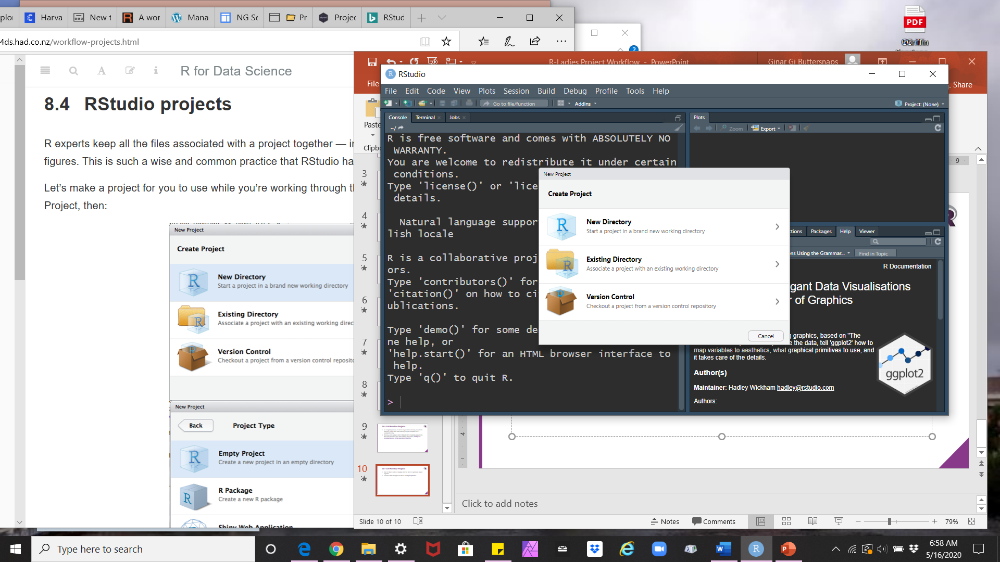 plor
Harva
New t
A wor
Mana
NG Se
Pr
Projec
RStud
4ds.had.co.nz/workflow-projects.html
PDF
GGriffin
R for Data Science
8.4 RStudio projects
R experts keep all the files associated with a project together — in
figures. This is such a wise and common practice that RStudio ha
Let's make a project for you to use while you're working through th
Project, then:
New Project
Create Project
New Directory
Start a project in a brand new working directory
Existing Directory
Associate a project with an existing working direc
Version Control
Checkout a project from a version control reposito
New Project
Back
Project Type
Empty Project
Create a new project in an empty directory
R Package
Create a new R package
Shiny Web Application
R-Ladies Project Workflow - PowerPoint
Ginar Gi Buttersnaps
File
Share
Paste
Clipb
3
4
5
6
7
8
9
10
RStudio
File Edit Code View Plots Session Build Debug Profile Tools Help
Go to file/function
Addins
Project: (None)
Console Terminal Jobs
~/
R is free software and comes with ABSOLUTELY NO
WARRANTY.
You are welcome to redistribute it under certain
conditions.
Type 'license()' or 'lice
details.
Natural language suppor
lish locale
R is a collaborative proj
ors.
Type 'contributors()' for
'citation()' on how to ci
ublications.
Type 'demo()' for some de
ne help, or
'help.start()' for an HTML browser interface to
help.
Type 'q()' to quit R.
>
New Project
Create Project
New Directory
Start a project in a brand new working directory
Existing Directory
Associate a project with an existing working directory
Version Control
Checkout a project from a version control repository
Cancel
Plots
Zoom
Export
ctions Packages Help Viewer
ns Using the Grammar...
Find in Topic
R Documentation
gant Data Visualisations
r of Graphics
g graphics, based on "The
e the data, tell 'ggplot2' how to
map variables to aesthetics, what graphical primitives to use, and
it takes care of the details.
ggplot2
Author(s)
Maintainer: Hadley Wickham hadley@rstudio.com
Authors:
9
4
Click to add notes
Slide 10 of 10
Notes
Comments
79%
Type here to search
6:58 AM
5/16/2020